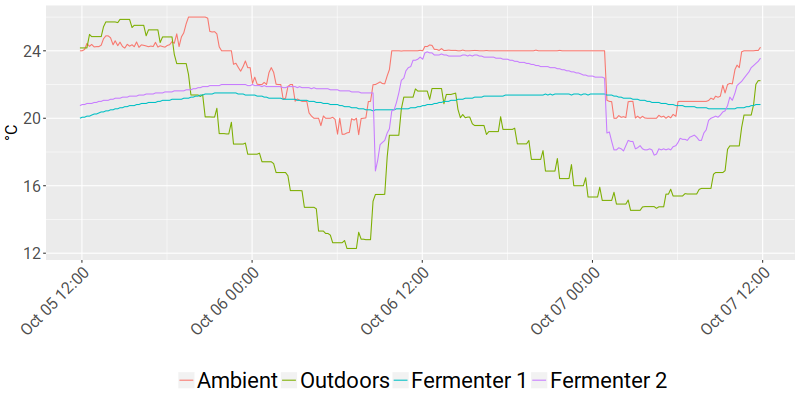 °C
24
20
16
12
Oct 05 12:00
Oct 06 00:00
Oct 06 12:00
Oct 07 00:00
Oct 07 12:00
Ambient Outdoors Fermenter 1 Fermenter 2